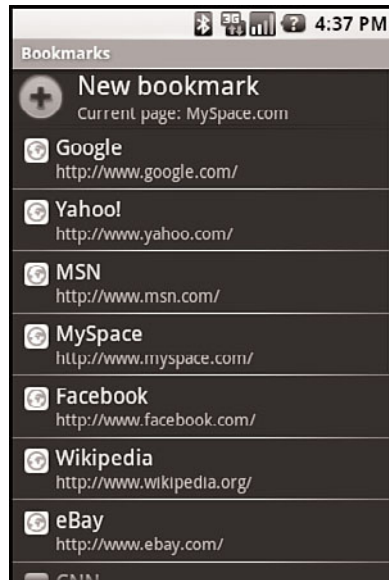 3G 4:37 PM
Bookmarks
New bookmark
Current page: MySpace.com
Google
http://www.google.com/
Yahoo!
http://www.yahoo.com/
MSN
http://www.msn.com/
MySpace
http://www.myspace.com/
Facebook
http://www.facebook.com/
Wikipedia
http://www.wikipedia.org/
eBay
http://www.ebay.com/
CNN